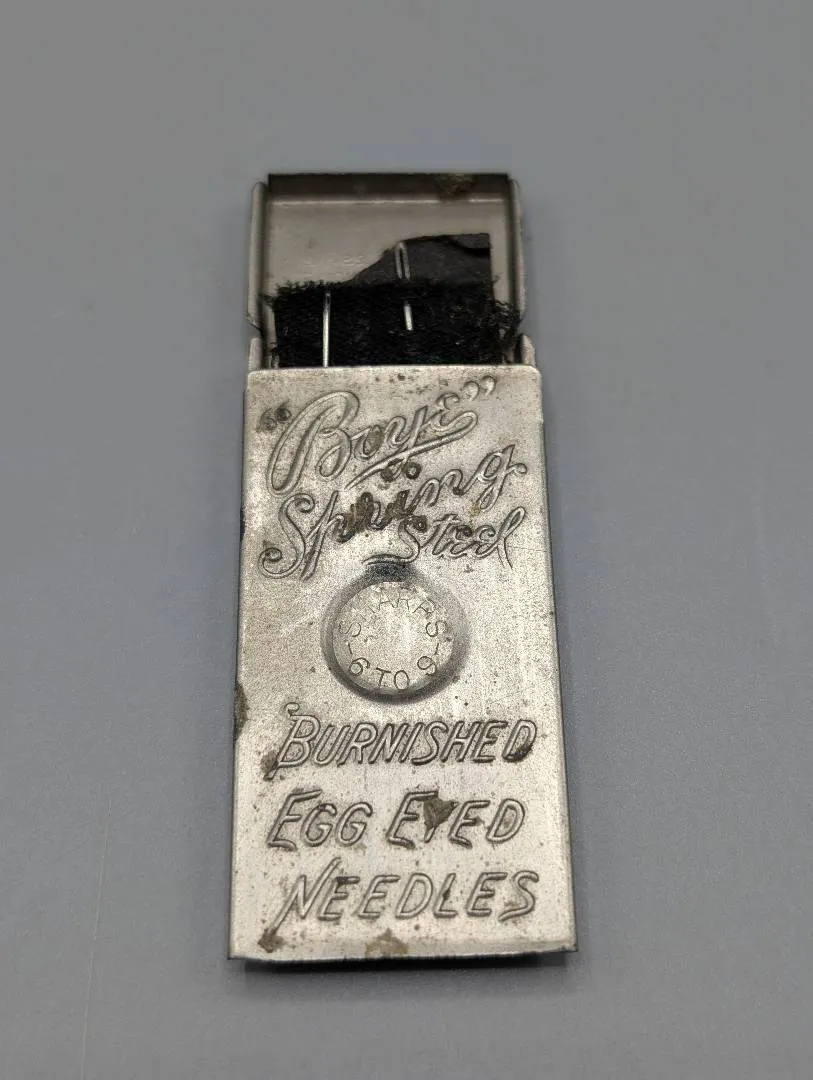 "Boye"
Spring
Steel
SHARPS
6 TO 9
BURNISHED
EGG EYED
NEEDLES